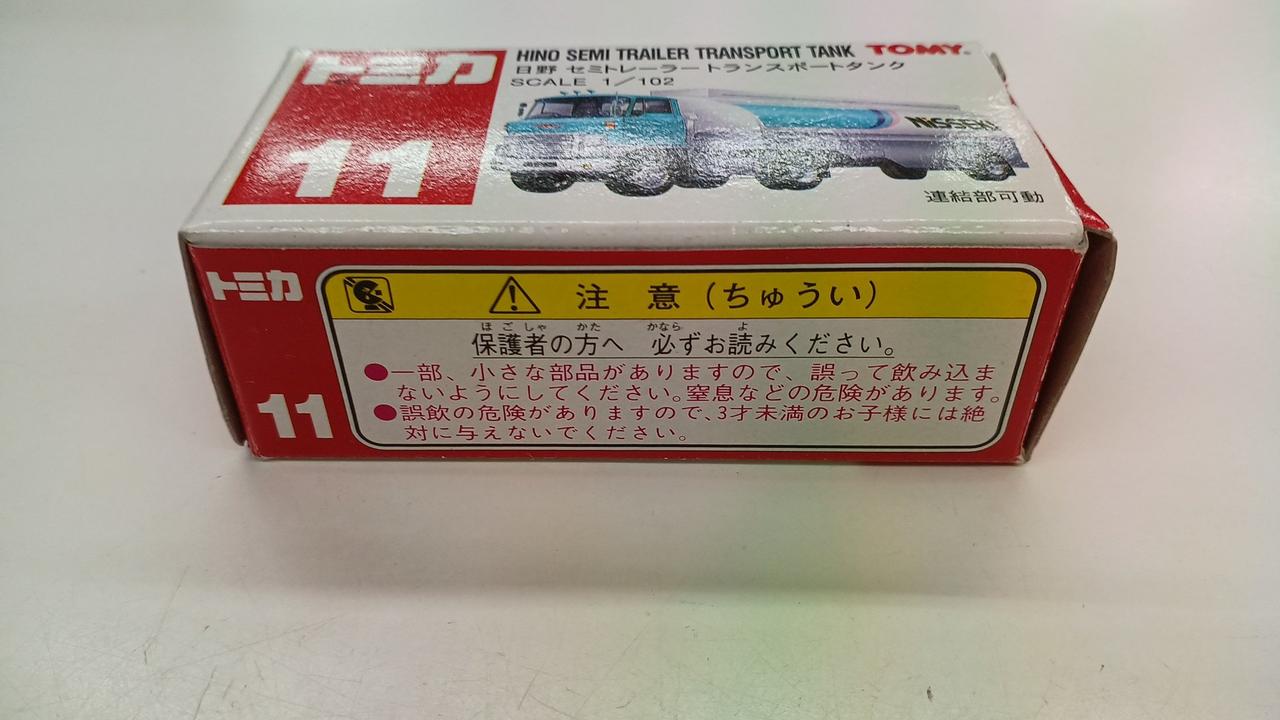 トミカ
11
HINO SEMI TRAILER TRANSPORT TANK TOMY
日野 セミトレーラートランスポートタンク
SCALE 1/102
NISSEKI
連結部可動
トミカ
11
注 意(ちゅうい)
ほごしゃ かた かなら よ
保護者の方へ 必ずお読みください。
●一部、小さな部品がありますので、誤って飲み込ま
ないようにしてください。窒息などの危険があります。
●誤飲の危険がありますので、3才未満のお子様には絶
対に与えないでください。